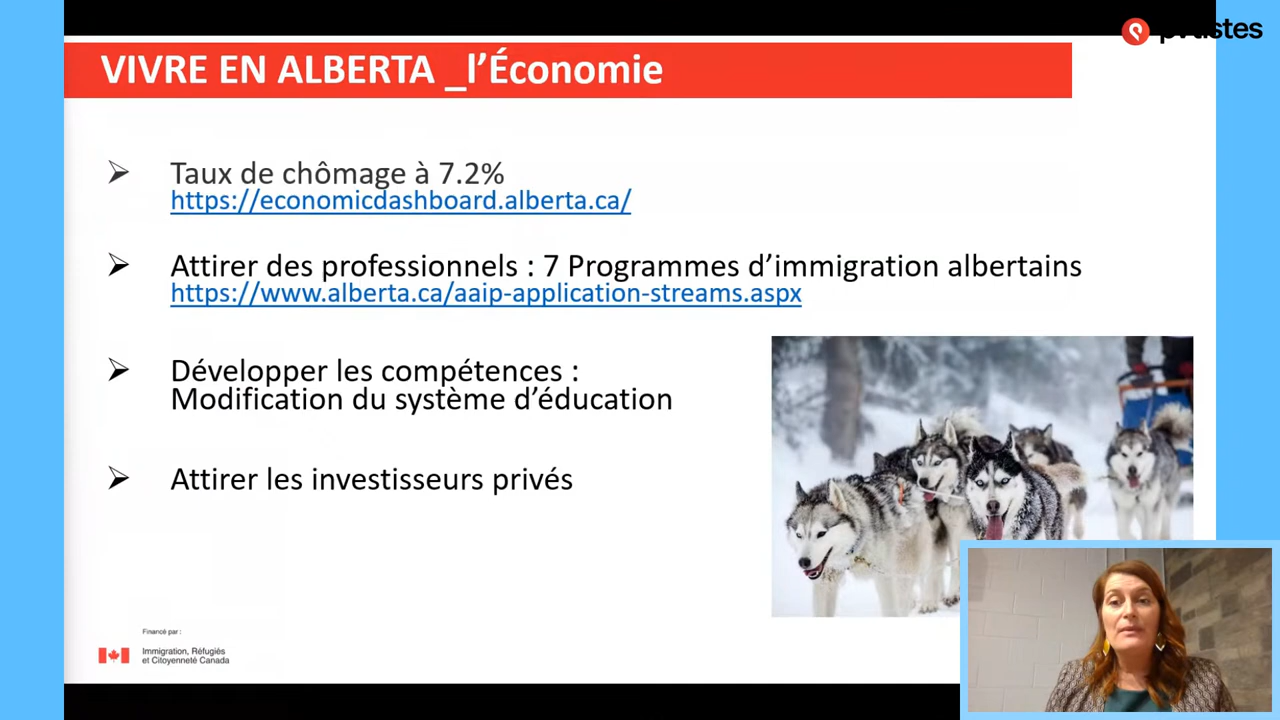 pvtistes
VIVRE EN ALBERTA _l’Économie
Taux de chômage à 7.2%
https://economicdashboard.alberta.ca/
Attirer des professionnels : 7 Programmes d’immigration albertains
https://www.alberta.ca/aaip-application-streams.aspx
Développer les compétences :
Modification du système d’éducation
Attirer les investisseurs privés
Financé par :
Immigration, Réfugiés
et Citoyenneté Canada